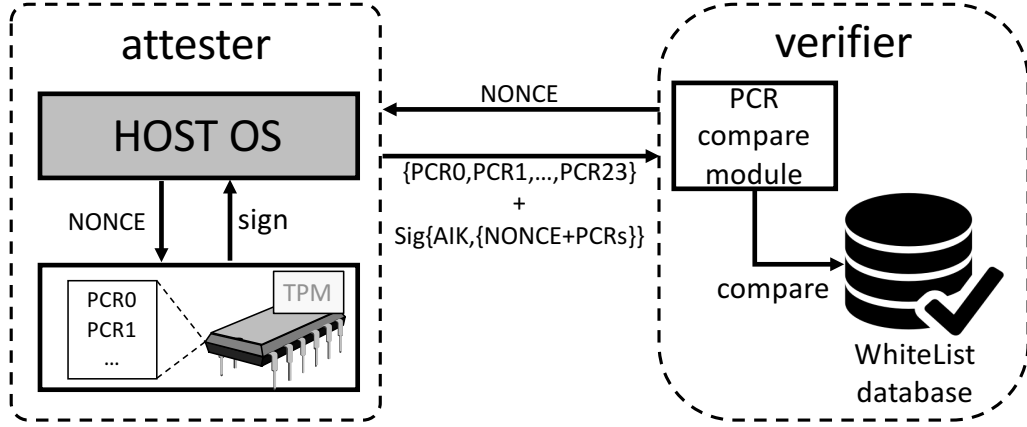 attester
HOST OS
NONCE
sign
TPM
PCR0
PCR1
...
NONCE
{PCR0,PCR1,...,PCR23}
+
Sig{AIK,{NONCE+PCRs}}
verifier
PCR
compare
module
compare
WhiteList
database